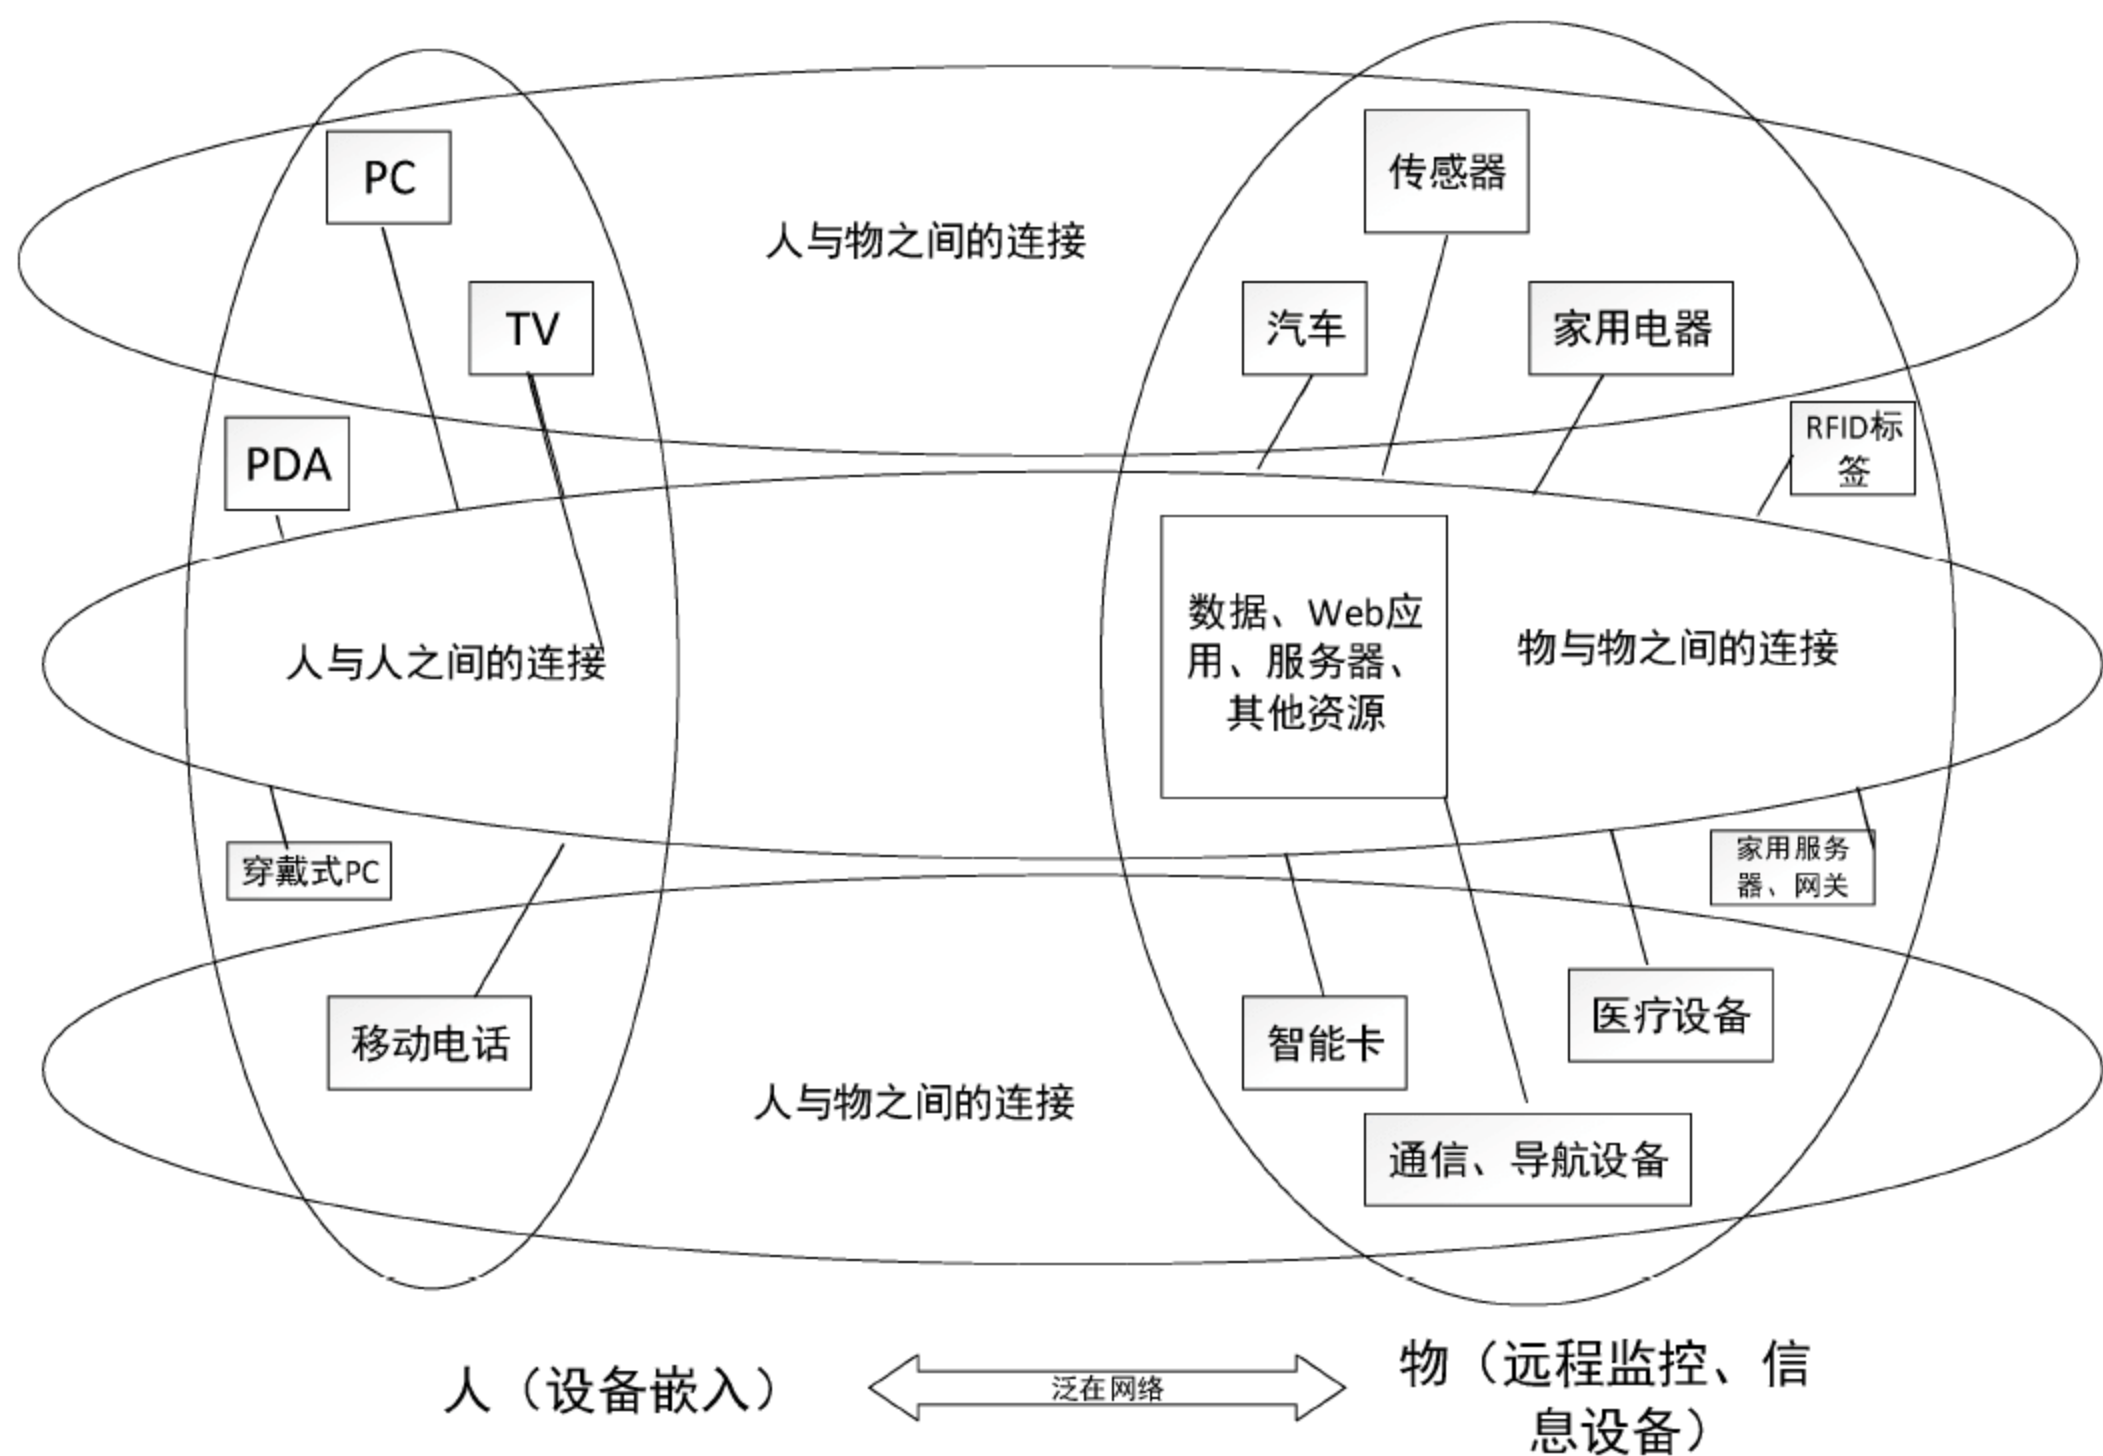 PC
传感器
人与物之间的连接
TV
汽车
家用电器
PDA
RFID标
签
数据、Web应
用、服务器、
其他资源
人与人之间的连接
物与物之间的连接
穿戴式PC
家用服务
器、网关
移动电话
智能卡
医疗设备
人与物之间的连接
通信、导航设备
人（设备嵌入）
泛在网络
物（远程监控、信
息设备）